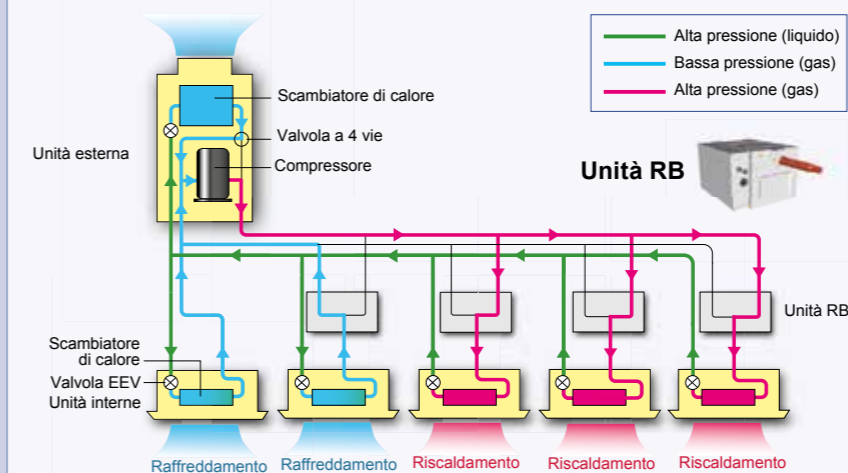 Alta pressione (liquido)
Bassa pressione (gas)
Alta pressione (gas)
Scambiatore di calore
Valvola a 4 vie
Compressore
Unità esterna
Unità RB
Unità RB
Scambiatore
di calore
Valvola EEV
Unità interne
Raffreddamento
Raffreddamento
Riscaldamento
Riscaldamento
Riscaldamento